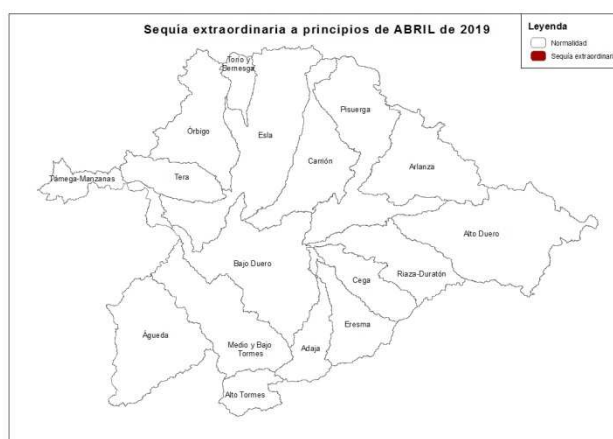 Sequía extraordinaria a principios de ABRIL de 2019
Leyenda
Normalidad
Sequía extraordinari
Torío y
Bernesga
Pisuerga
Órbigo
Esla
Carrión
Arlanza
Támega-Manzanas
Tera
Alto Duero
Bajo Duero
Riaza-Duratón
Cega
Eresma
Águeda
Medio y Bajo
Tormes
Adaja
Alto Tormes